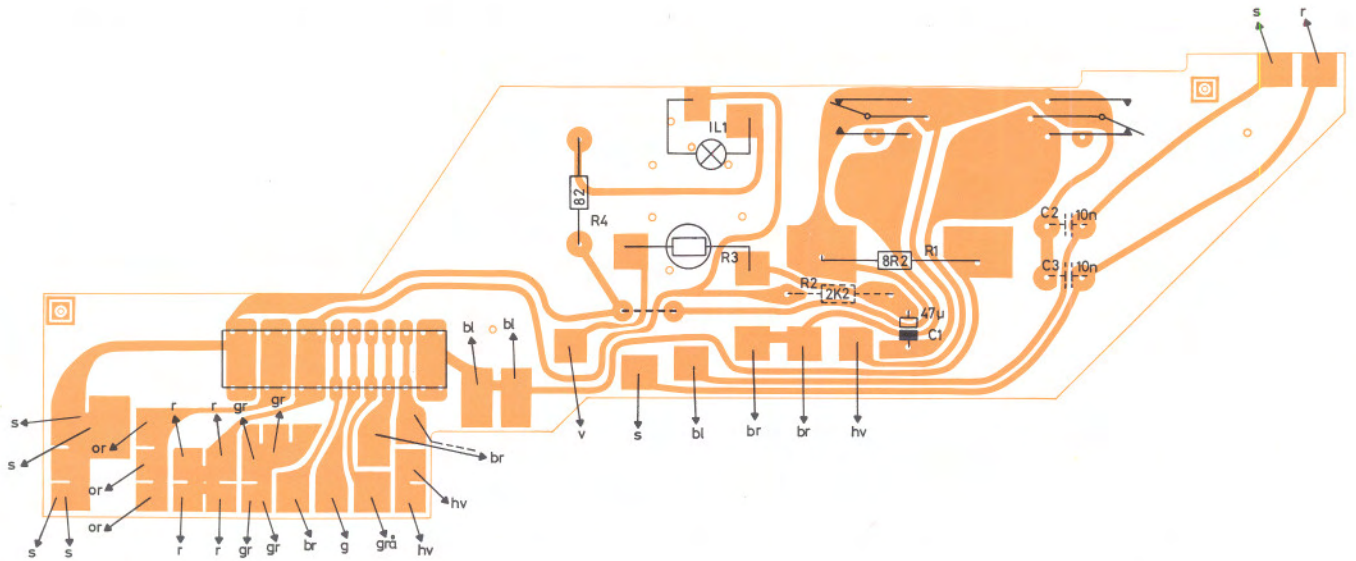 s r
IL1
82
R4
C2 10n
R3
8R2 R1
C3 10n
R2
2K2
47µ
C1
bl bl
r r gr gr
s
or
s
v s bl br br hv
br
or
hv
or
s s r r gr gr br g grå hv